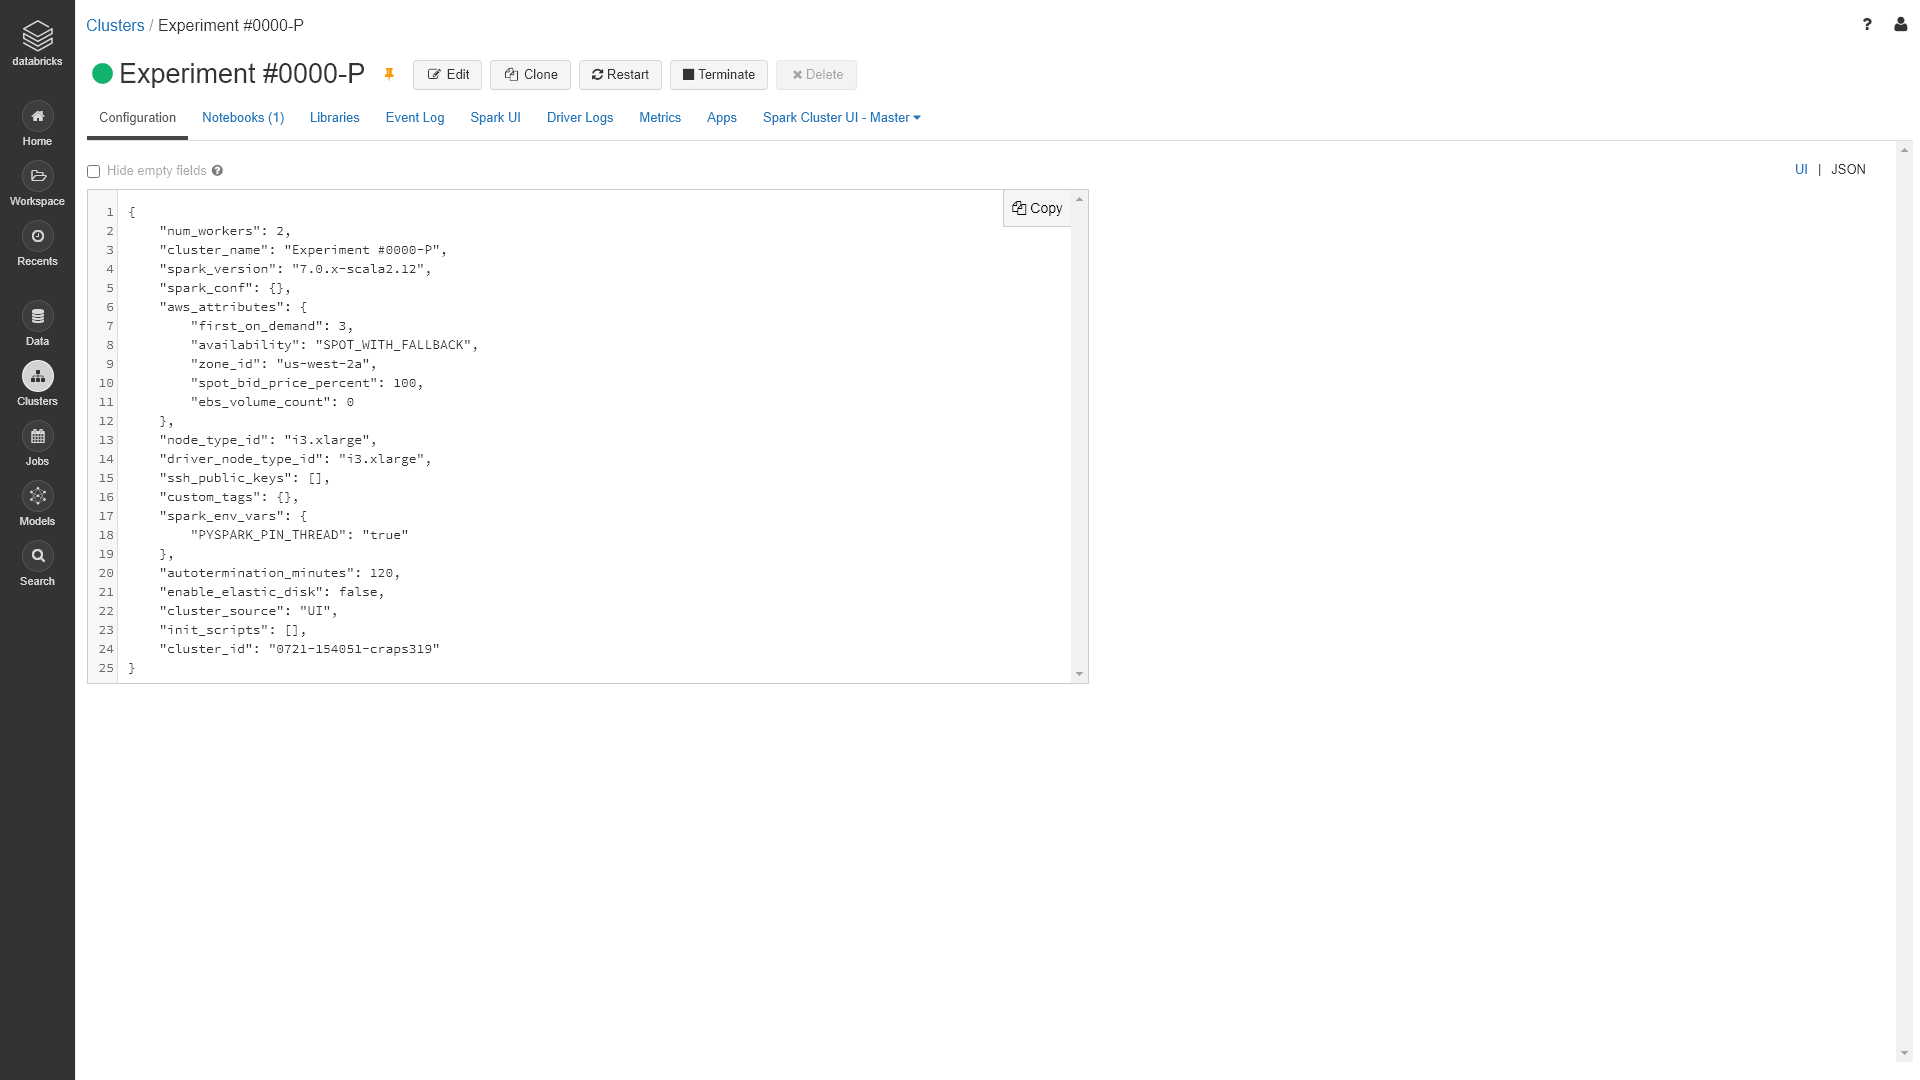 databricks
Home
Workspace
Recents
Data
Clusters
Jobs
Models
Search
Clusters / Experiment #0000-P
?
Experiment #0000-P
Edit
Clone
Restart
Terminate
Delete
Configuration
Notebooks (1)
Libraries
Event Log
Spark UI
Driver Logs
Metrics
Apps
Spark Cluster UI - Master
Hide empty fields ?
UI | JSON
Copy
1 {
2     "num_workers": 2,
3     "cluster_name": "Experiment #0000-P",
4     "spark_version": "7.0.x-scala2.12",
5     "spark_conf": {},
6     "aws_attributes": {
7         "first_on_demand": 3,
8         "availability": "SPOT_WITH_FALLBACK",
9         "zone_id": "us-west-2a",
10         "spot_bid_price_percent": 100,
11         "ebs_volume_count": 0
12     },
13     "node_type_id": "i3.xlarge",
14     "driver_node_type_id": "i3.xlarge",
15     "ssh_public_keys": [],
16     "custom_tags": {},
17     "spark_env_vars": {
18         "PYSPARK_PIN_THREAD": "true"
19     },
20     "autotermination_minutes": 120,
21     "enable_elastic_disk": false,
22     "cluster_source": "UI",
23     "init_scripts": [],
24     "cluster_id": "0721-154051-craps319"
25 }